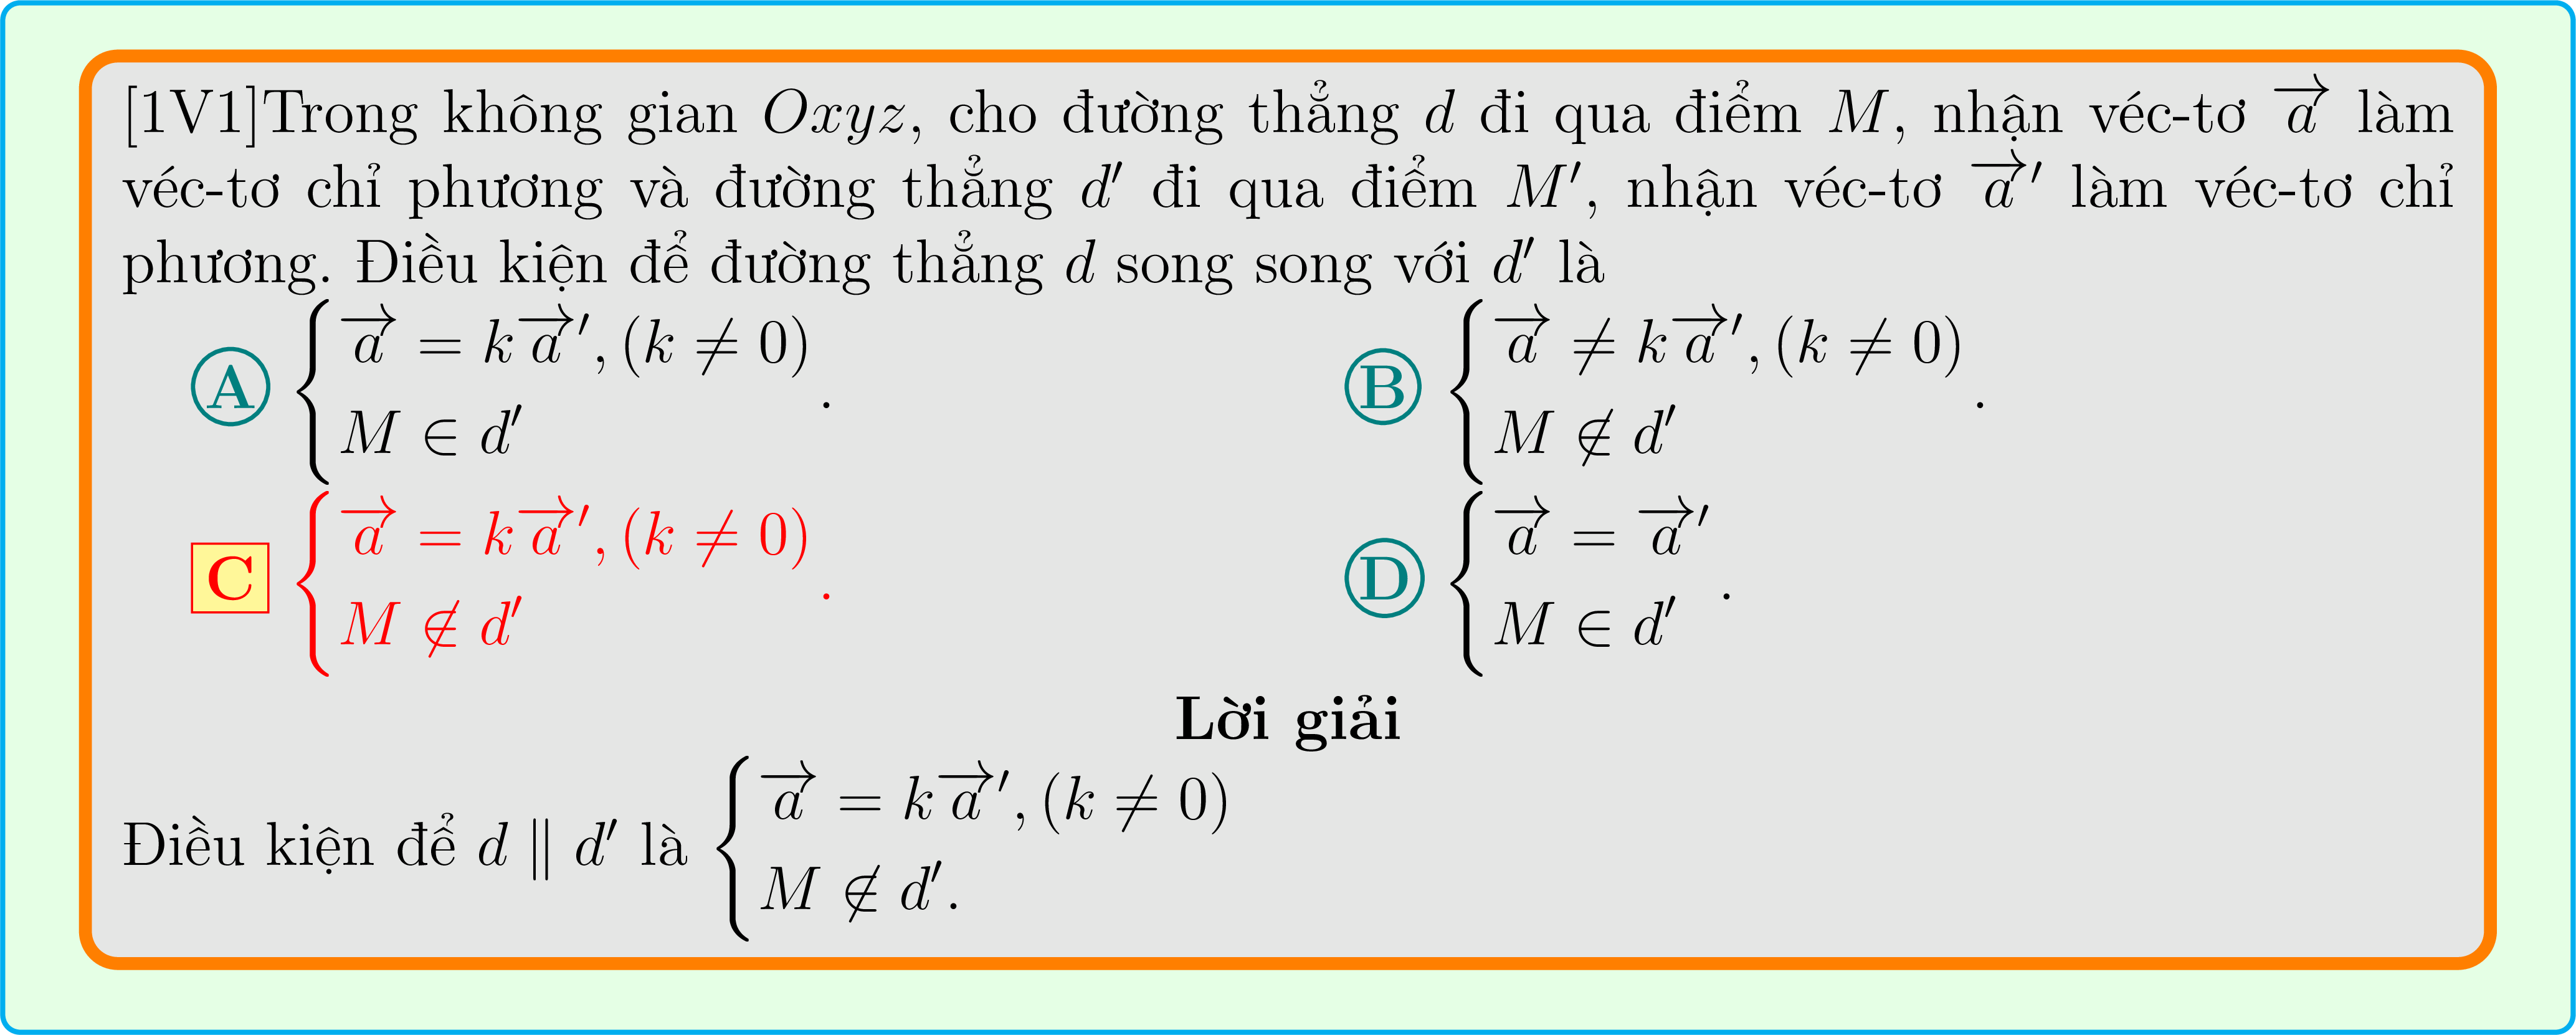 [1V1]Trong không gian $Oxyz$, cho đường thẳng $d$ đi qua điểm $M$, nhận véc-tơ $\overrightarrow{a}$ làm
véc-tơ chỉ phương và đường thẳng $d'$ đi qua điểm $M'$, nhận véc-tơ $\overrightarrow{a}'$ làm véc-tơ chỉ
phương. Điều kiện để đường thẳng $d$ song song với $d'$ là
A $\begin{cases}\overrightarrow{a} = k\overrightarrow{a}', (k \neq 0)\\ M \in d'\end{cases}$.
B $\begin{cases}\overrightarrow{a} \neq k\overrightarrow{a}', (k \neq 0)\\ M \notin d'\end{cases}$.
C $\begin{cases}\overrightarrow{a} = k\overrightarrow{a}', (k \neq 0)\\ M \notin d'\end{cases}$.
D $\begin{cases}\overrightarrow{a} = \overrightarrow{a}'\\ M \in d'\end{cases}$.
Lời giải
Điều kiện để $d \parallel d'$ là $\begin{cases}\overrightarrow{a} = k\overrightarrow{a}', (k \neq 0)\\ M \notin d'.\end{cases}$